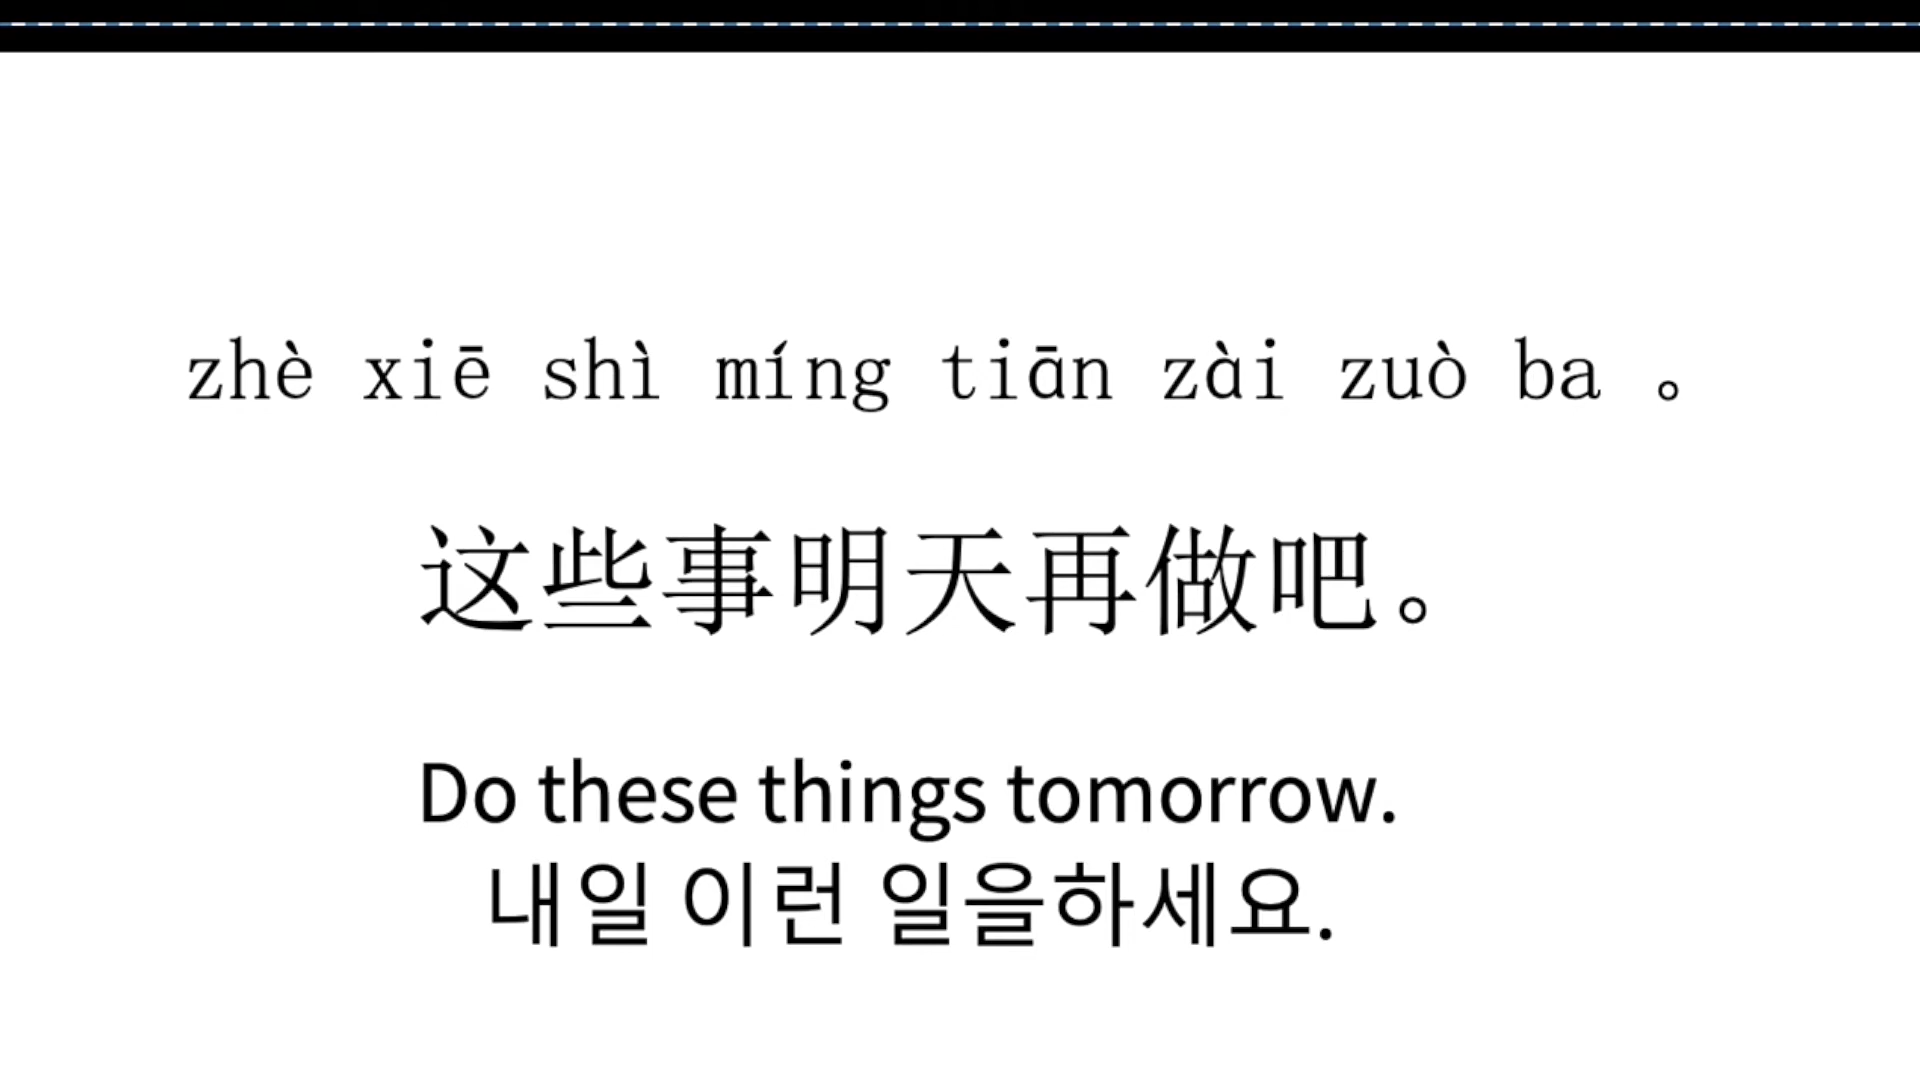 zhè xiē shì míng tiān zài zuò ba 。
这些事明天再做吧。
Do these things tomorrow.
내일 이런 일을하세요.